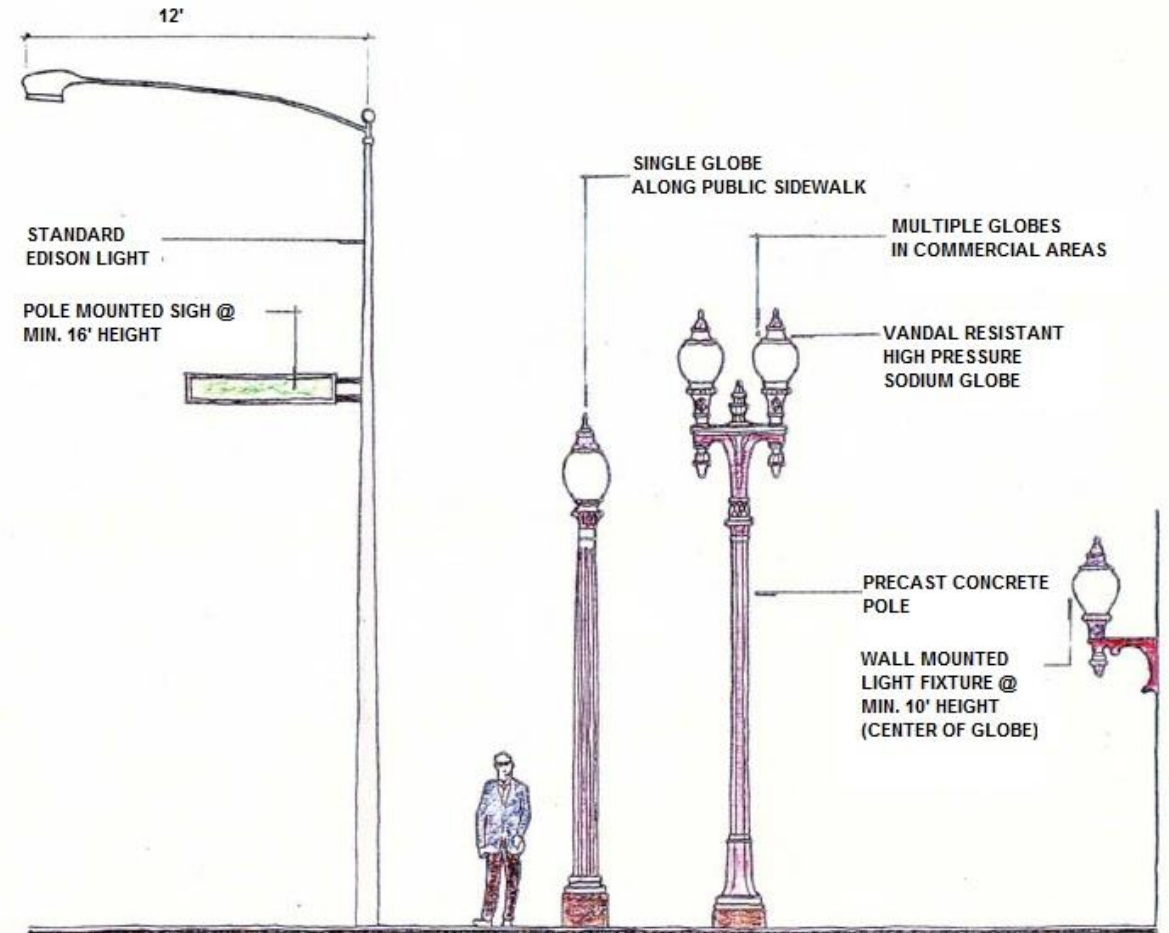 12'
STANDARD
EDISON LIGHT
POLE MOUNTED SIGH @
MIN. 16' HEIGHT
SINGLE GLOBE
ALONG PUBLIC SIDEWALK
MULTIPLE GLOBES
IN COMMERCIAL AREAS
VANDAL RESISTANT
HIGH PRESSURE
SODIUM GLOBE
PRECAST CONCRETE
POLE
WALL MOUNTED
LIGHT FIXTURE @
MIN. 10' HEIGHT
(CENTER OF GLOBE)